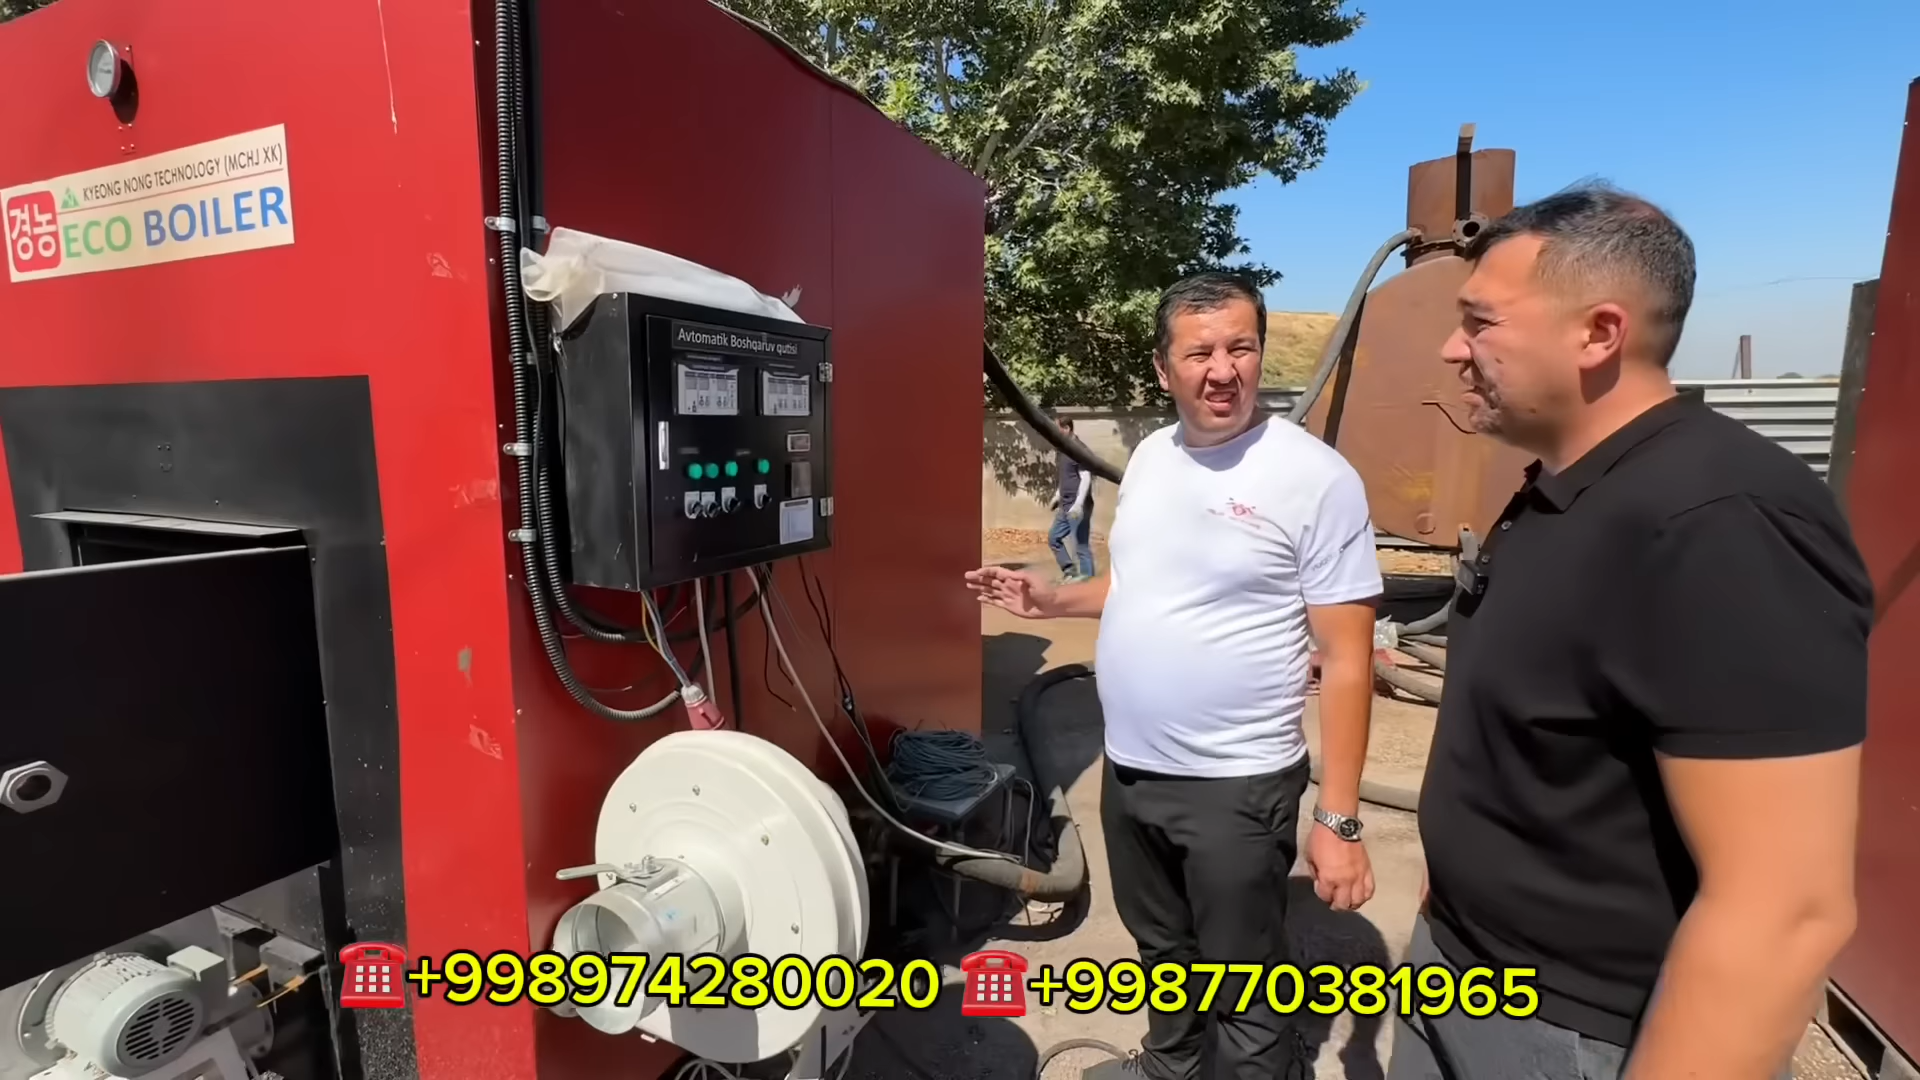 KYEONG NONG TECHNOLOGY (MCHJ XK)
경농
ECO BOILER
Avtomatik Boshqaruv qutisi
☎️+998974280020 ☎️+998770381965